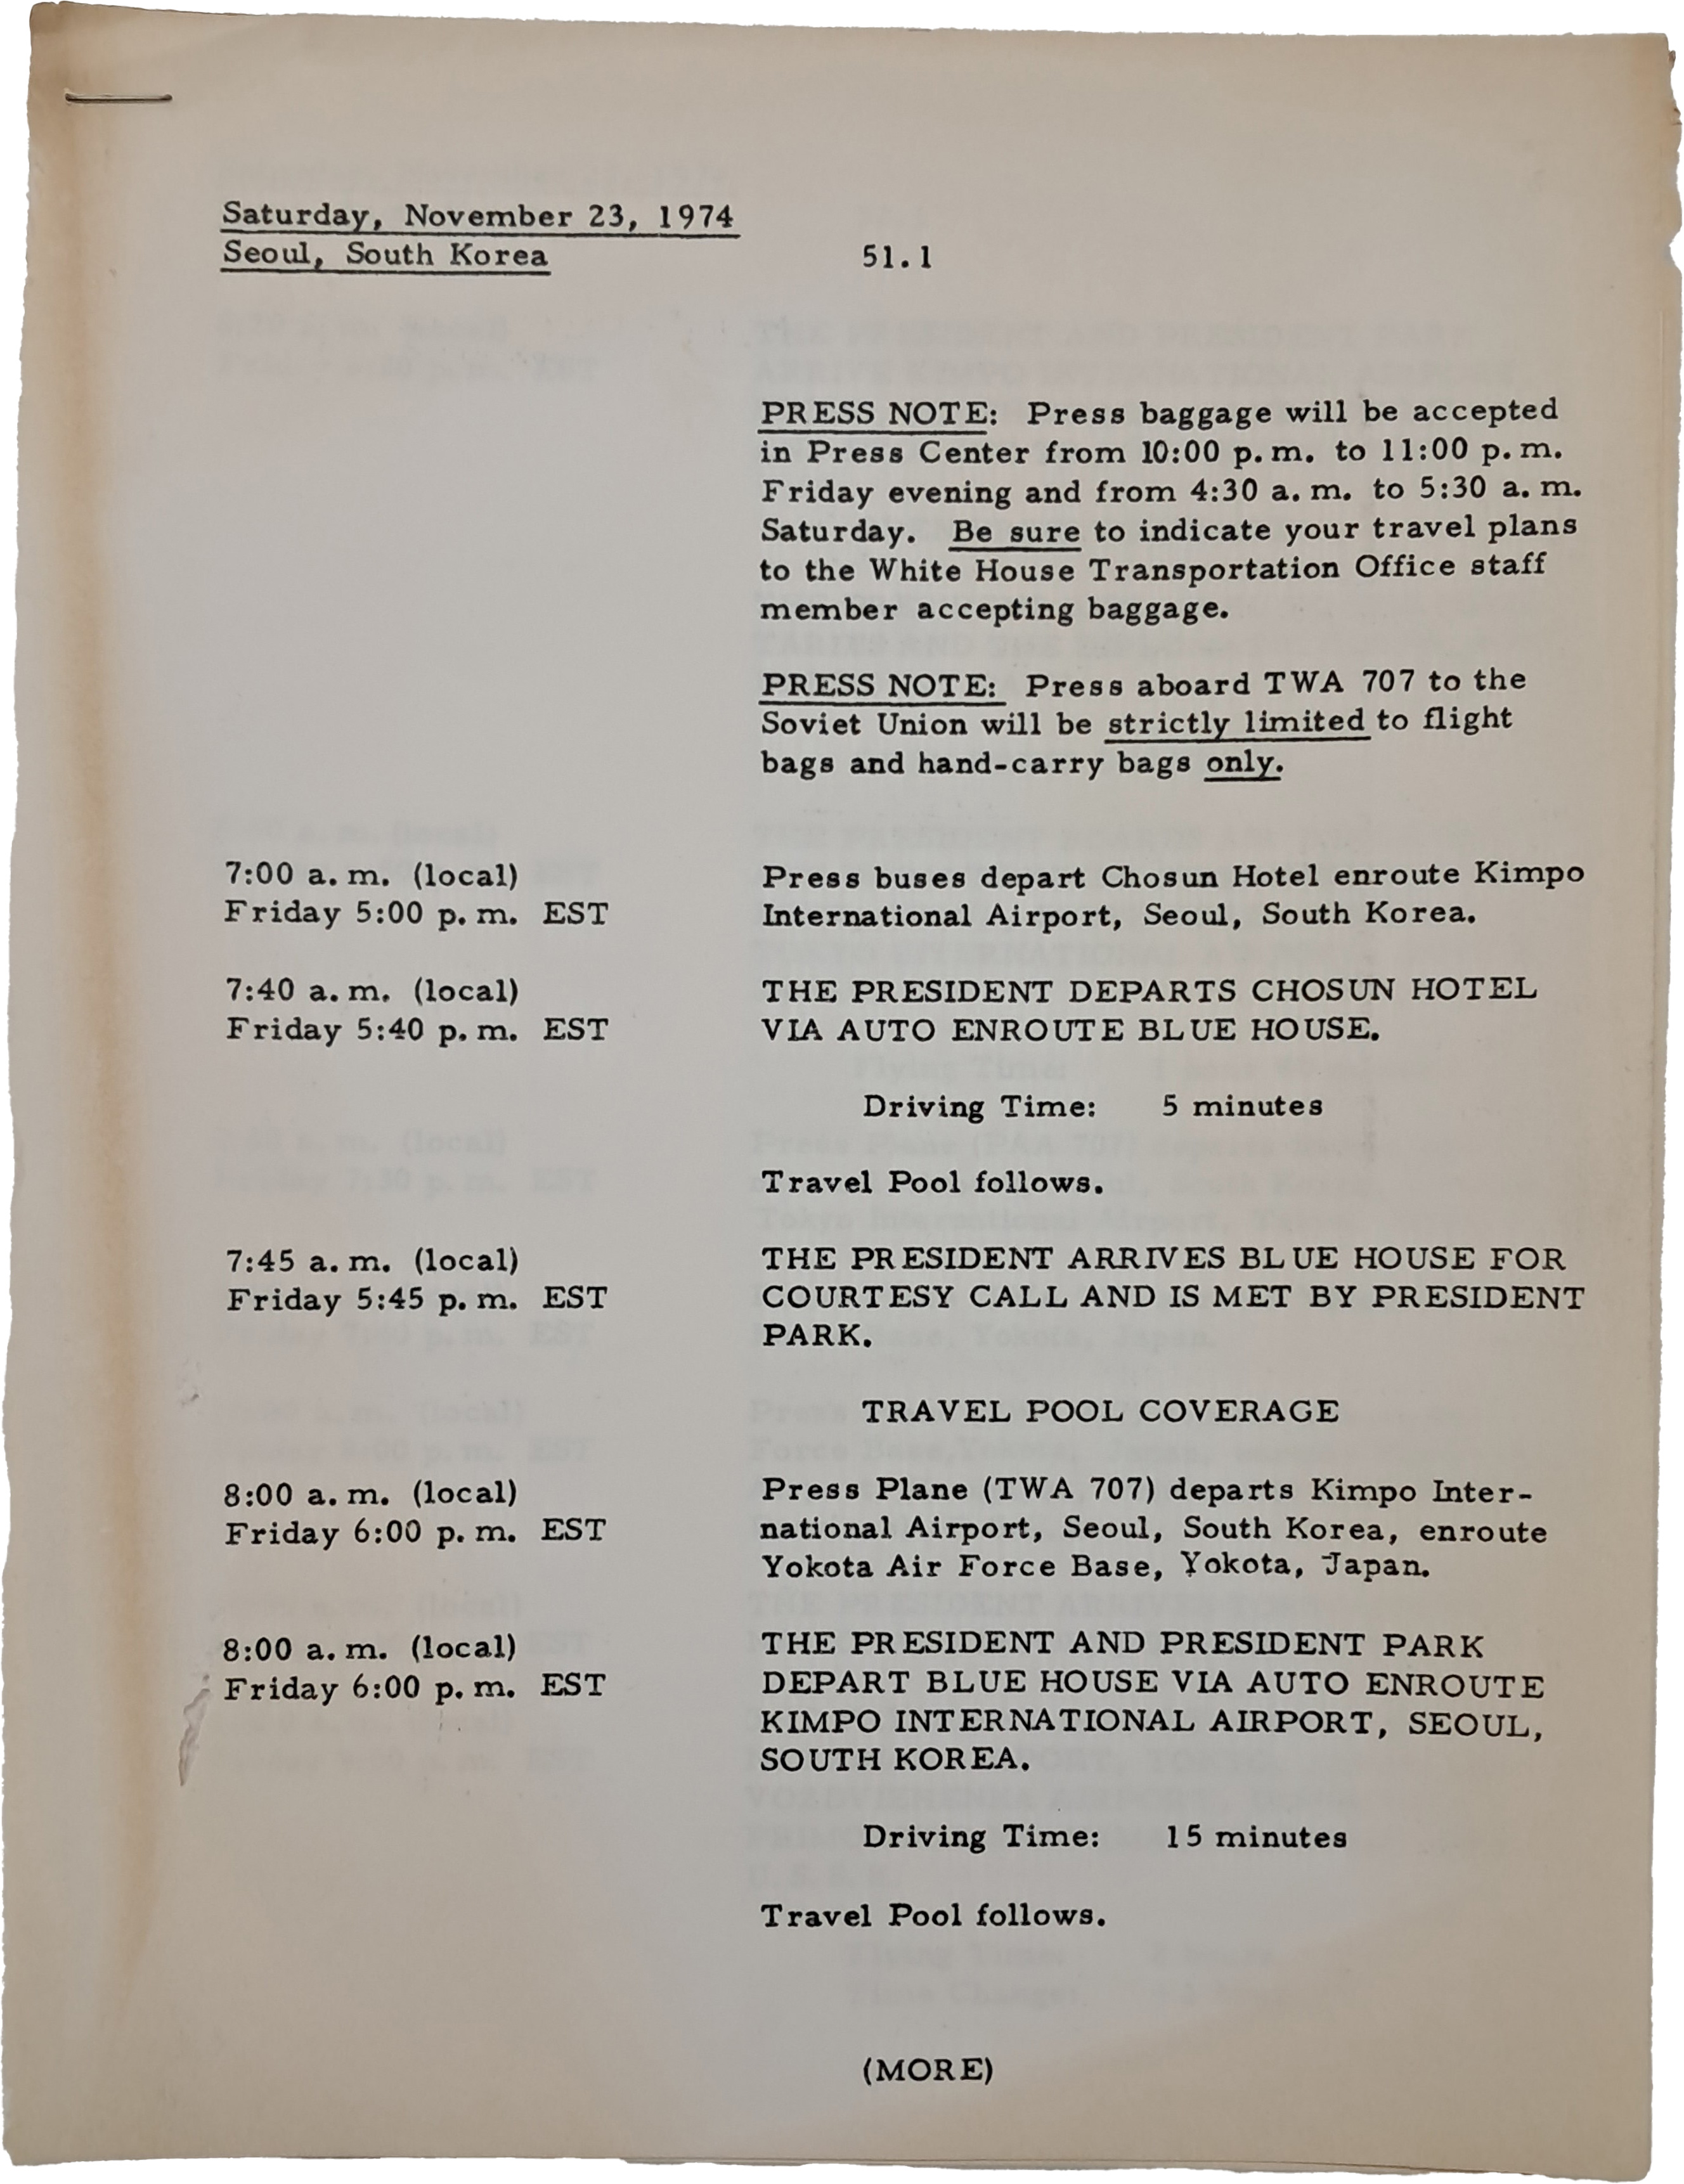 Saturday, November 23, 1974
Seoul, South Korea 51.1
PRESS NOTE: Press baggage will be accepted
in Press Center from 10:00 p.m. to 11:00 p.m.
Friday evening and from 4:30 a.m. to 5:30 a.m.
Saturday. Be sure to indicate your travel plans
to the White House Transportation Office staff
member accepting baggage.
PRESS NOTE: Press aboard TWA 707 to the
Soviet Union will be strictly limited to flight
bags and hand-carry bags only.
7:00 a.m. (local) Press buses depart Chosun Hotel enroute Kimpo
Friday 5:00 p.m. EST International Airport, Seoul, South Korea.
7:40 a.m. (local) THE PRESIDENT DEPARTS CHOSUN HOTEL
Friday 5:40 p.m. EST VIA AUTO ENROUTE BLUE HOUSE.
Driving Time: 5 minutes
Travel Pool follows.
7:45 a.m. (local) THE PRESIDENT ARRIVES BLUE HOUSE FOR
Friday 5:45 p.m. EST COURTESY CALL AND IS MET BY PRESIDENT
PARK.
TRAVEL POOL COVERAGE
8:00 a.m. (local) Press Plane (TWA 707) departs Kimpo Inter-
Friday 6:00 p.m. EST national Airport, Seoul, South Korea, enroute
Yokota Air Force Base, Yokota, Japan.
8:00 a.m. (local) THE PRESIDENT AND PRESIDENT PARK
Friday 6:00 p.m. EST DEPART BLUE HOUSE VIA AUTO ENROUTE
KIMPO INTERNATIONAL AIRPORT, SEOUL,
SOUTH KOREA.
Driving Time: 15 minutes
Travel Pool follows.
(MORE)